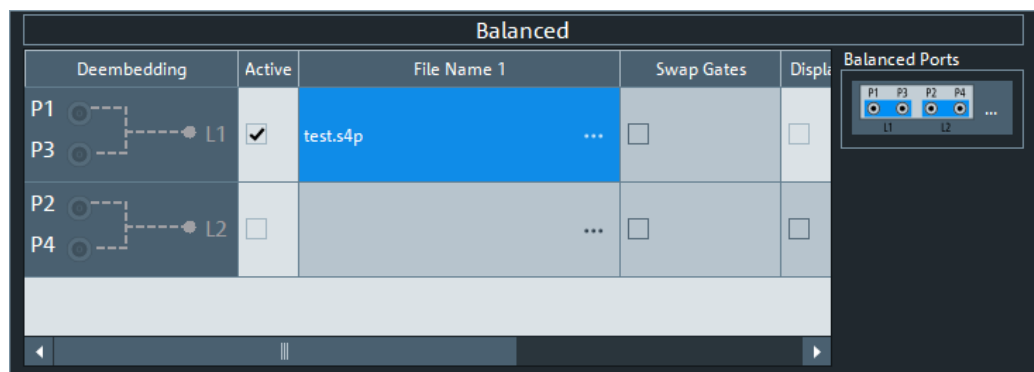 Balanced
Deembedding Active File Name 1 Swap Gates Displa
P1
P3
L1
test.s4p ...
P2
P4
L2
...
Balanced Ports
P1 P3 P2 P4
...
L1 L2